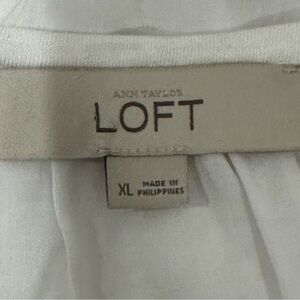 ANN TAYLOR
LOFT
XL
MADE IN
PHILIPPINES